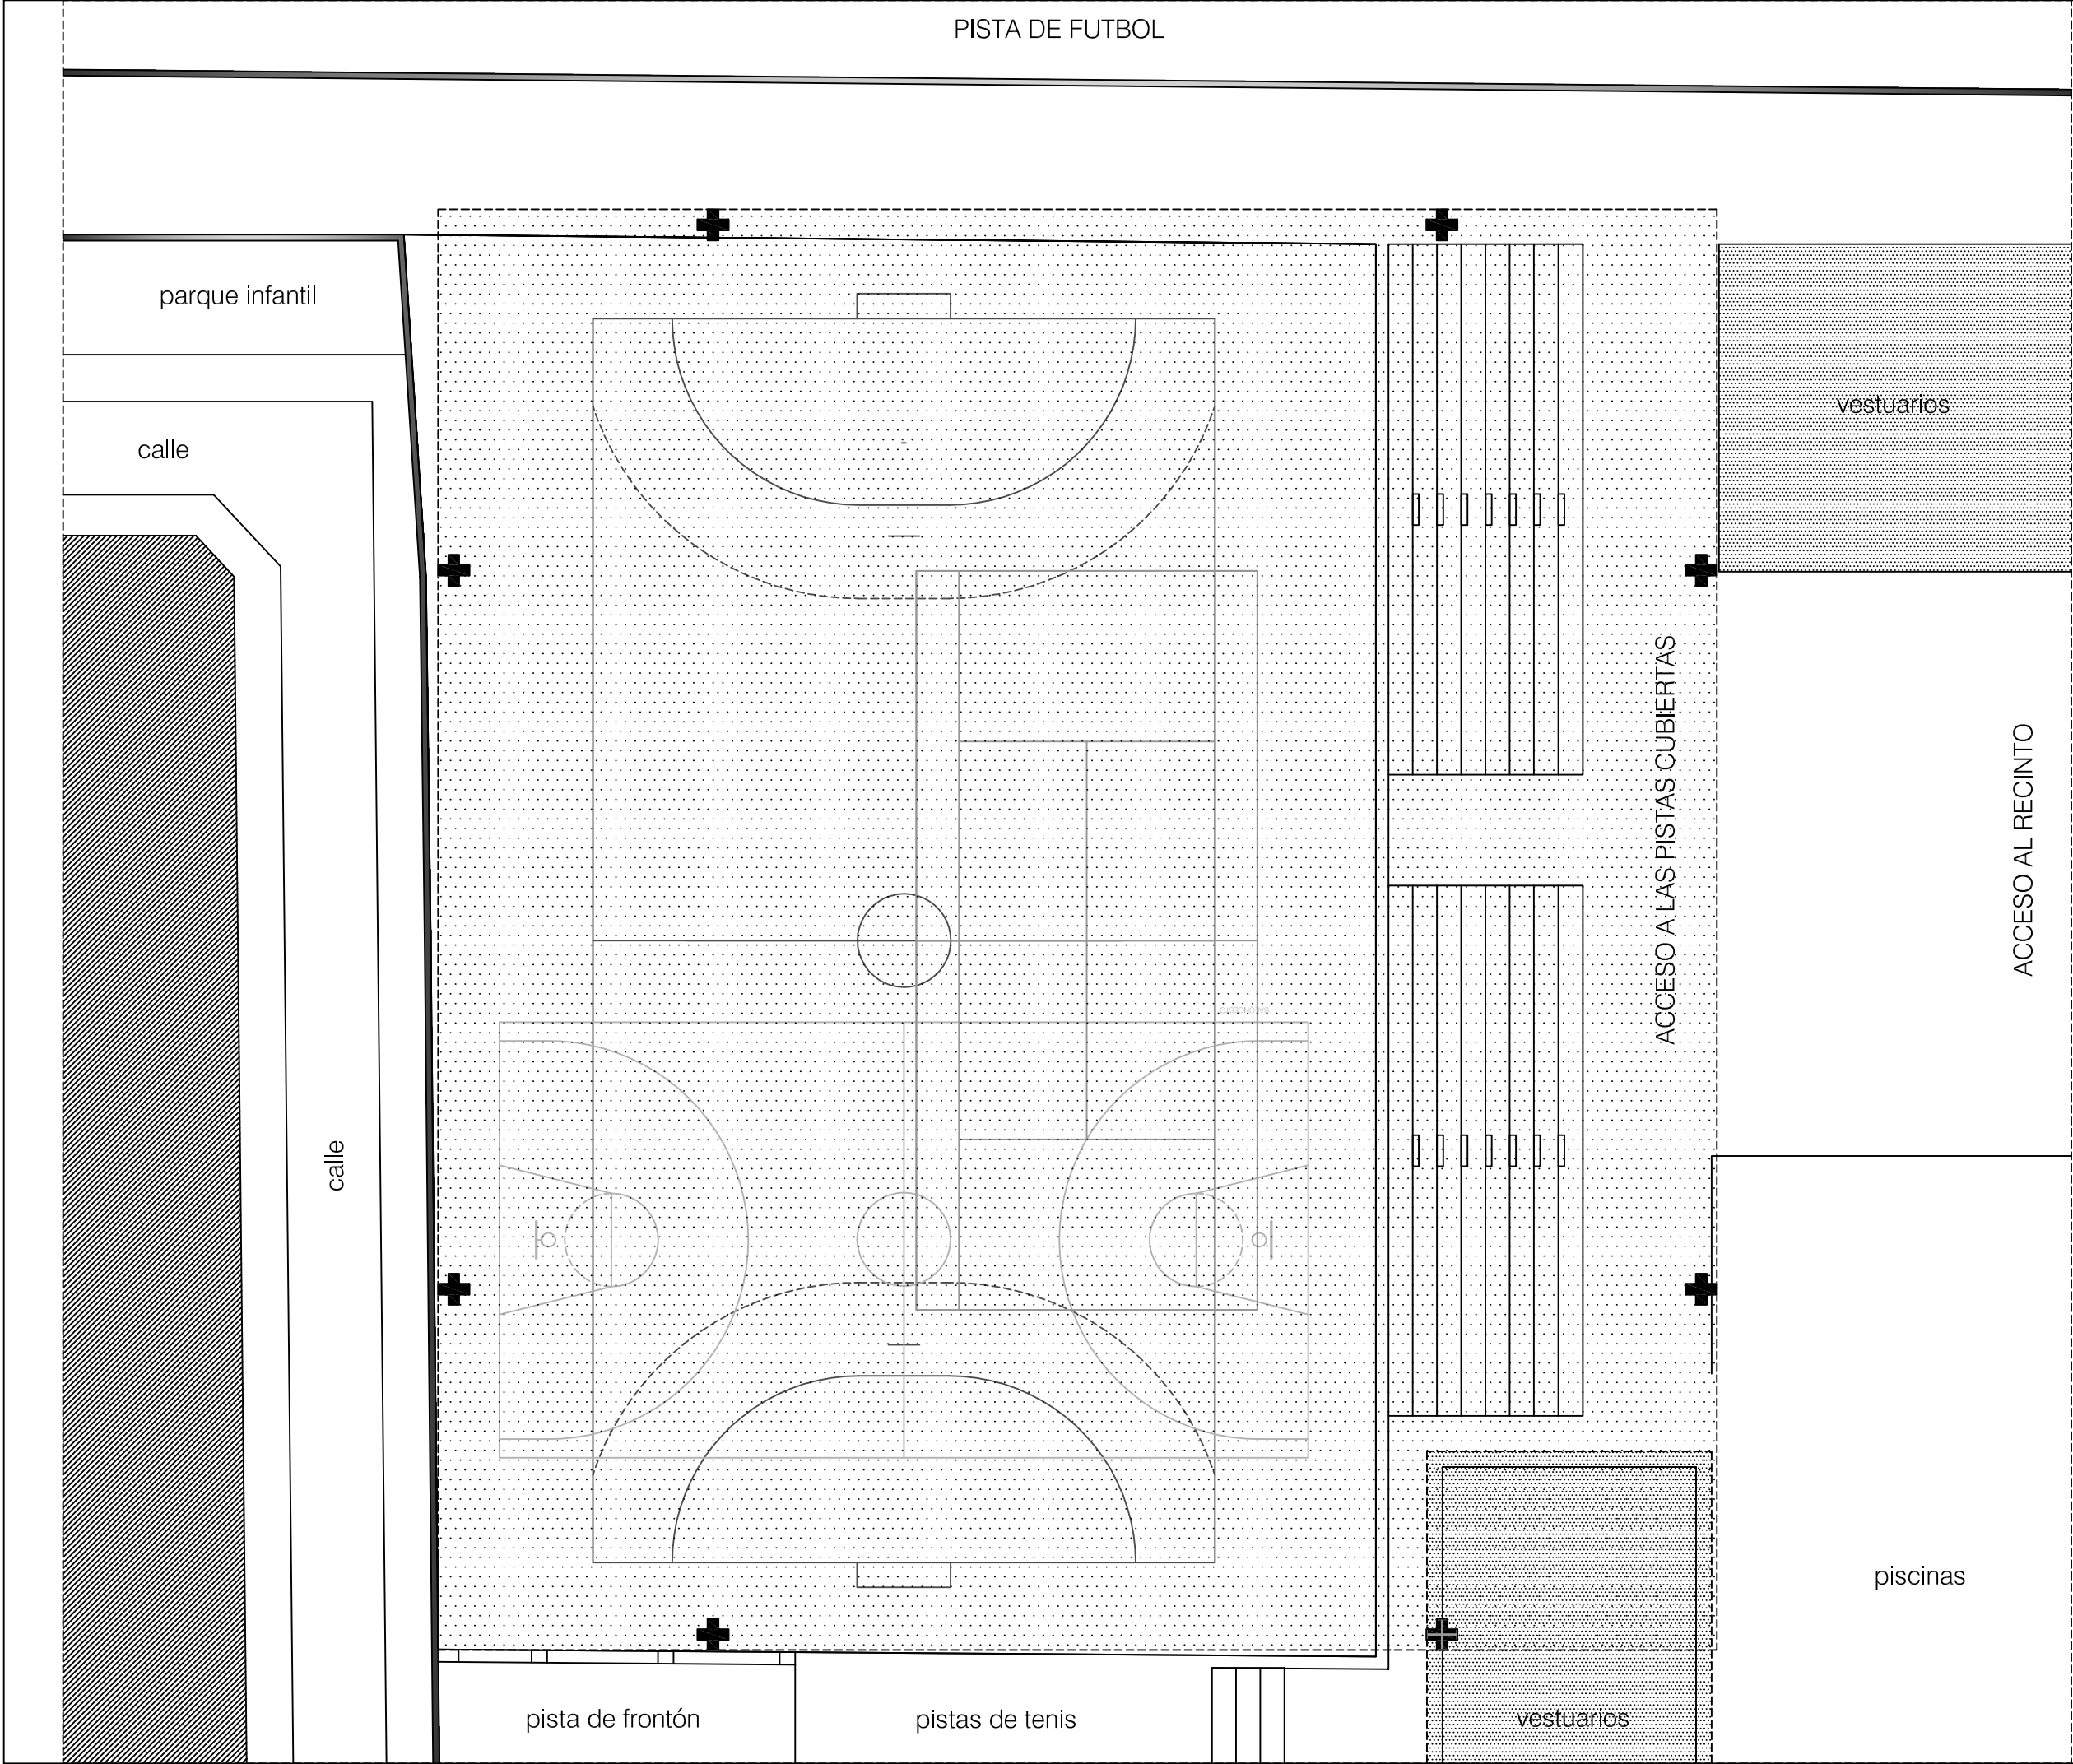 PISTA DE FUTBOL
parque infantil
vestuarios
calle
ACCESO A LAS PISTAS CUBIERTAS
ACCESO AL RECINTO
BALONCESTO
calle
piscinas
pista de frontón
pistas de tenis
vestuarios